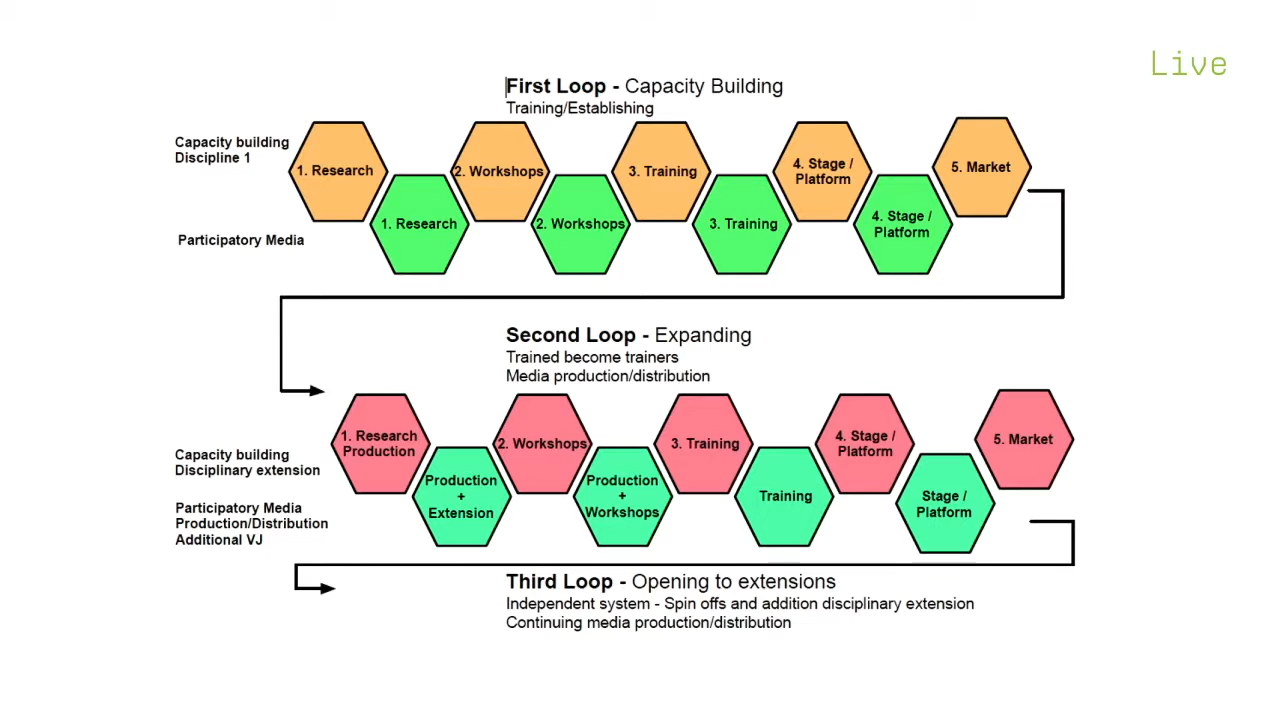 Live
First Loop - Capacity Building
Training/Establishing
Capacity building
Discipline 1
1. Research
2. Workshops
3. Training
4. Stage /
Platform
5. Market
Participatory Media
1. Research
2. Workshops
3. Training
4. Stage /
Platform
Second Loop - Expanding
Trained become trainers
Media production/distribution
Capacity building
Disciplinary extension
1. Research
Production
2. Workshops
3. Training
4. Stage /
Platform
5. Market
Participatory Media
Production/Distribution
Additional VJ
Production
+
Extension
Production
+
Workshops
Training
Stage /
Platform
Third Loop - Opening to extensions
Independent system - Spin offs and addition disciplinary extension
Continuing media production/distribution